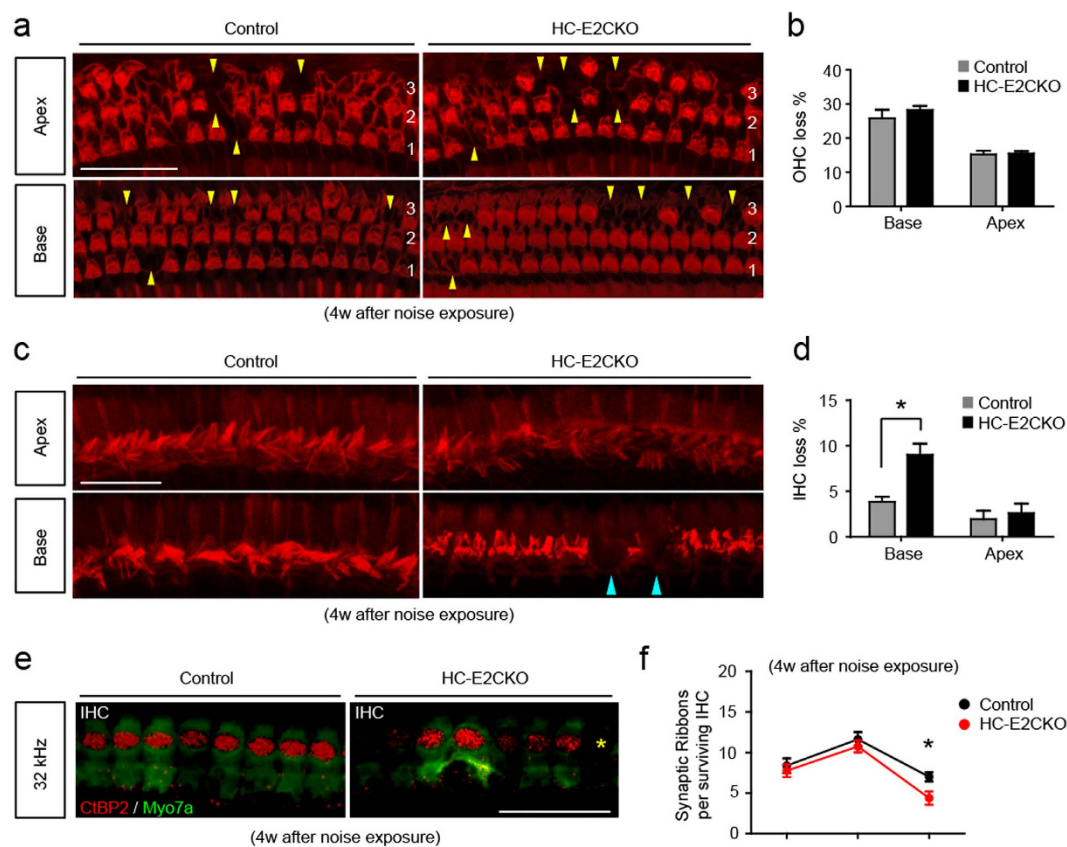 a
Control
HC-E2CKO
Apex
3
2
1
3
2
1
Base
3
2
1
3
2
1
(4w after noise exposure)
b
Control
HC-E2CKO
OHC loss %
40
30
20
10
0
Base
Apex
c
Control
HC-E2CKO
Apex
Base
(4w after noise exposure)
d
*
Control
HC-E2CKO
IHC loss %
15
10
5
0
Base
Apex
e
Control
HC-E2CKO
32 kHz
IHC
IHC
*
CtBP2 / Myo7a
(4w after noise exposure)
f
(4w after noise exposure)
Control
HC-E2CKO
*
Synaptic Ribbons
per surviving IHC
20
15
10
5
0